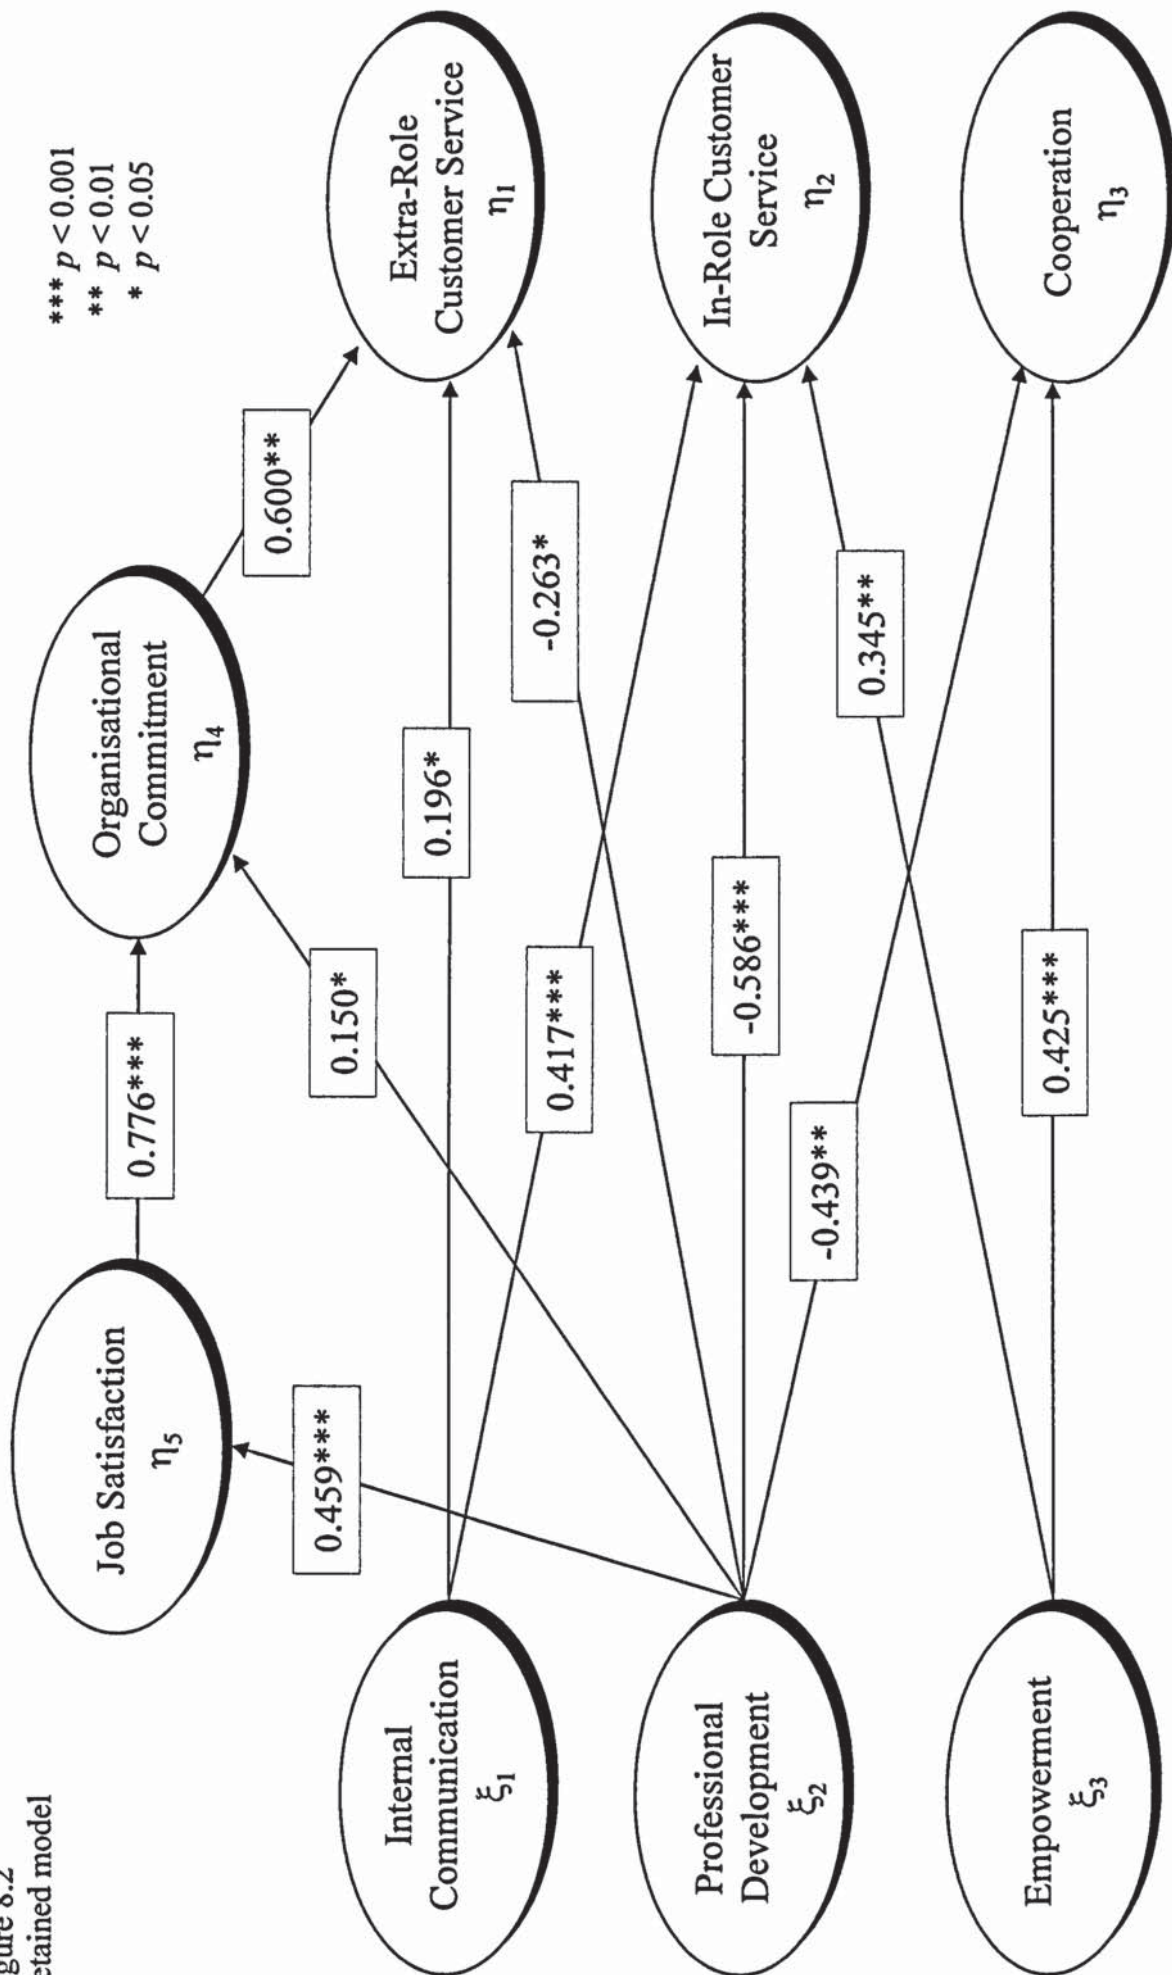 gure 8.2
etained model
*** p < 0.001
** p < 0.01
* p < 0.05
Job Satisfaction
η5
0.776***
Organisational
Commitment
η4
0.600**
0.459***
0.150*
Internal
Communication
ξ1
0.196*
Extra-Role
Customer Service
η1
0.417***
-0.263*
Professional
Development
ξ2
-0.586***
In-Role Customer
Service
η2
-0.439**
0.345**
Empowerment
ξ3
0.425***
Cooperation
η3